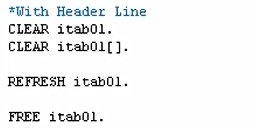 *With Header Line
CLEAR itab01.
CLEAR itab01[].
REFRESH itab01.
FREE itab01.